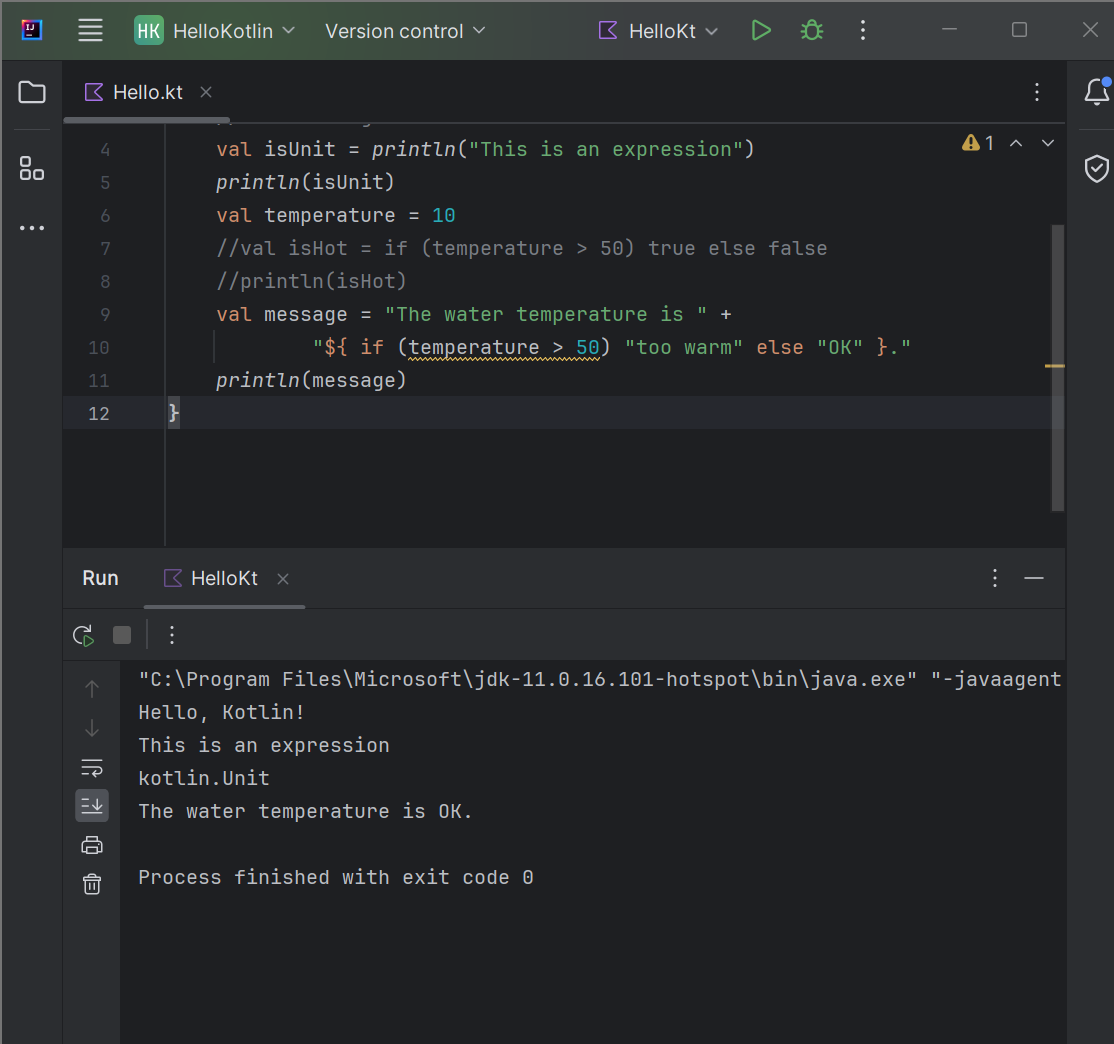 HK HelloKotlin Version control HelloKt
Hello.kt
4 val isUnit = println("This is an expression") 1
5 println(isUnit)
6 val temperature = 10
7 //val isHot = if (temperature > 50) true else false
8 //println(isHot)
9 val message = "The water temperature is " +
10 "${ if (temperature > 50) "too warm" else "OK" }."
11 println(message)
12 }
Run HelloKt
"C:\Program Files\Microsoft\jdk-11.0.16.101-hotspot\bin\java.exe" "-javaagent
Hello, Kotlin!
This is an expression
kotlin.Unit
The water temperature is OK.
Process finished with exit code 0